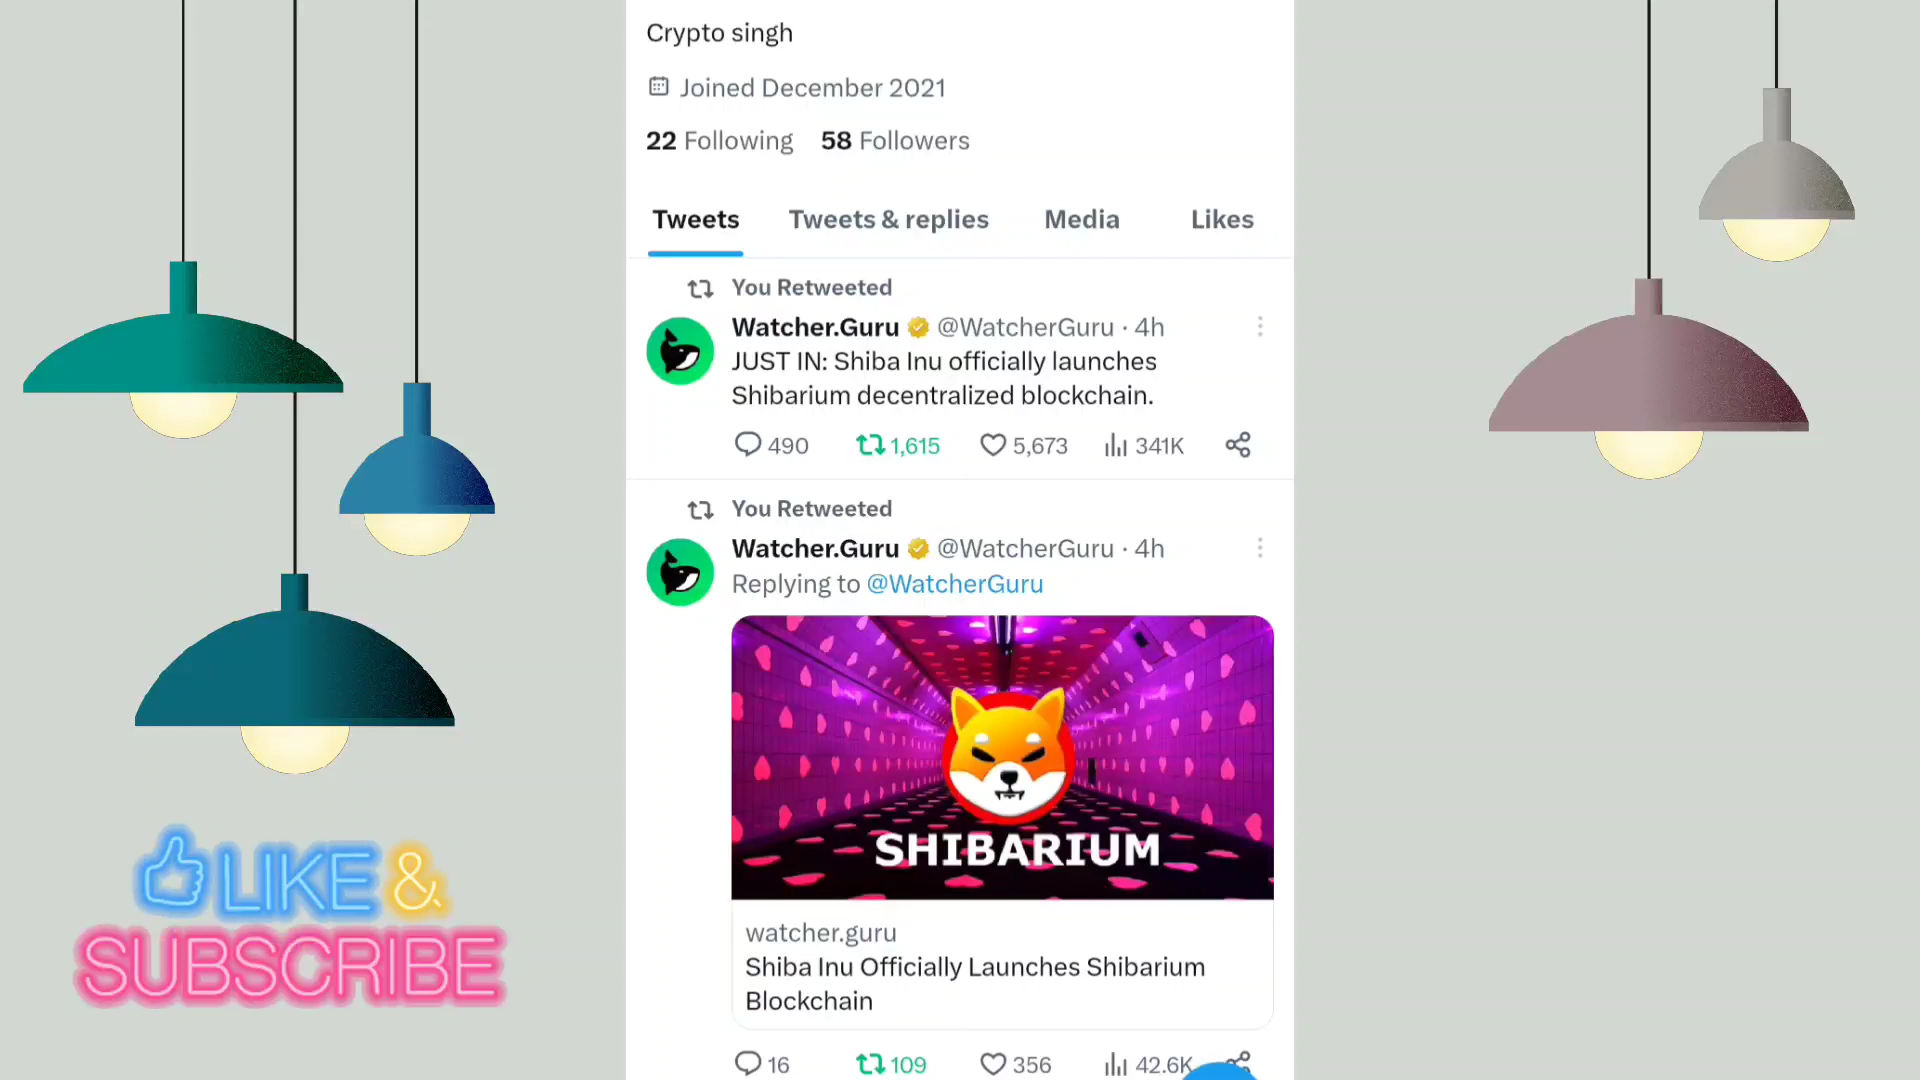 Crypto singh
Joined December 2021
22 Following 58 Followers
Tweets Tweets & replies Media Likes
You Retweeted
Watcher.Guru @WatcherGuru · 4h
JUST IN: Shiba Inu officially launches
Shibarium decentralized blockchain.
490 1,615 5,673 341K
You Retweeted
Watcher.Guru @WatcherGuru · 4h
Replying to @WatcherGuru
SHIBARIUM
watcher.guru
Shiba Inu Officially Launches Shibarium
Blockchain
16 109 356 42.6K
LIKE &
SUBSCRIBE